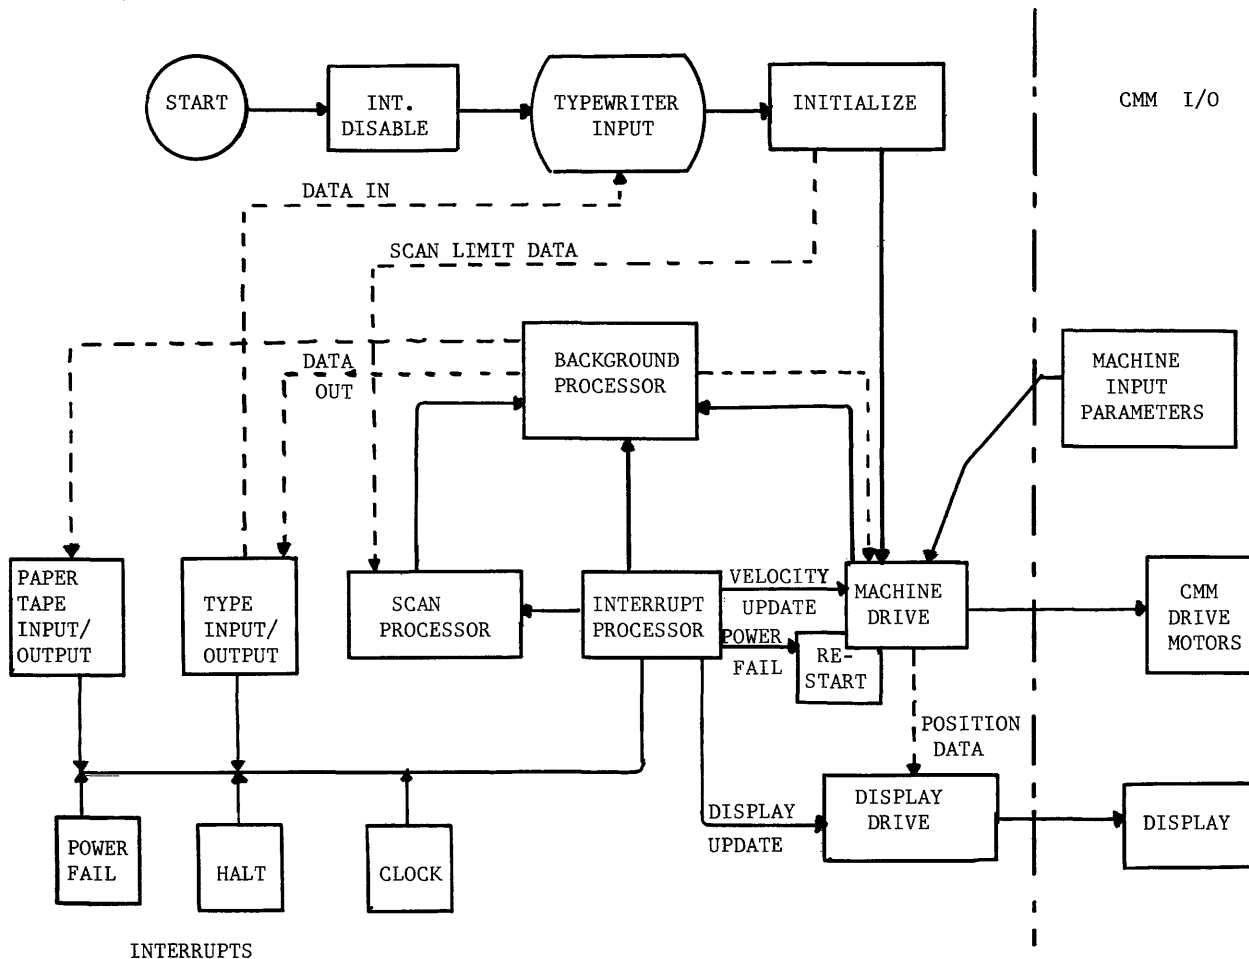 START
INT.
DISABLE
TYPEWRITER
INPUT
INITIALIZE
CMM I/O
DATA IN
SCAN LIMIT DATA
BACKGROUND
PROCESSOR
DATA
OUT
MACHINE
INPUT
PARAMETERS
PAPER
TAPE
INPUT/
OUTPUT
TYPE
INPUT/
OUTPUT
SCAN
PROCESSOR
INTERRUPT
PROCESSOR
VELOCITY
UPDATE
POWER
FAIL
MACHINE
DRIVE
RE-
START
CMM
DRIVE
MOTORS
POSITION
DATA
DISPLAY
UPDATE
DISPLAY
DRIVE
DISPLAY
POWER
FAIL
HALT
CLOCK
INTERRUPTS